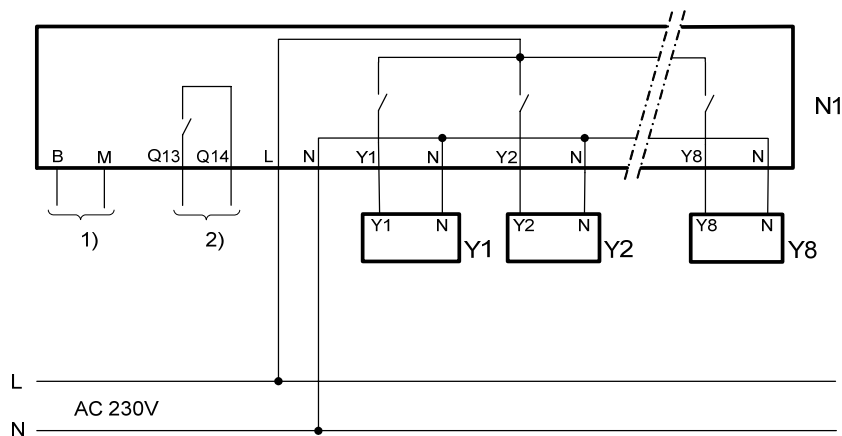 N1
B M Q13 Q14 L N Y1 N Y2 N Y8 N
1) 2)
Y1 N Y1 Y2 N Y2 Y8 N Y8
L
AC 230V
N